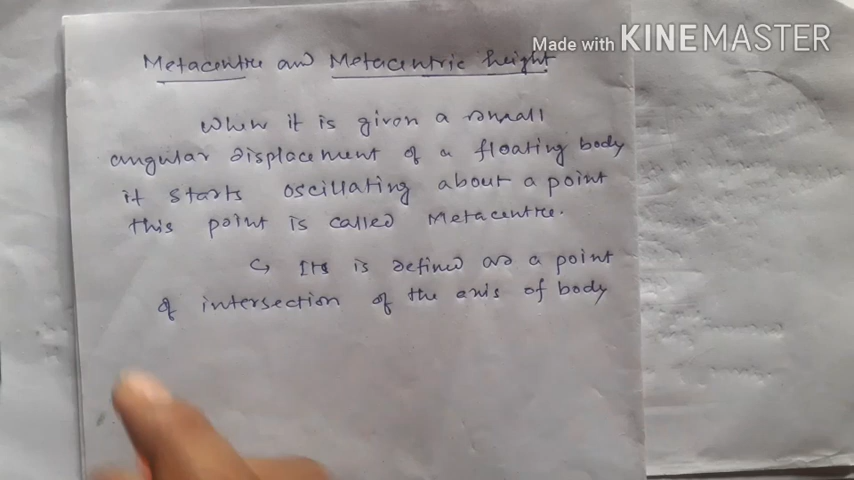 Made with KINEMASTER
Metacentre and Metacentric height
When it is given a small
angular displacement of a floating body
it starts oscillating about a point
this point is called Metacentre.
↳ Its is defined as a point
of intersection of the axis of body